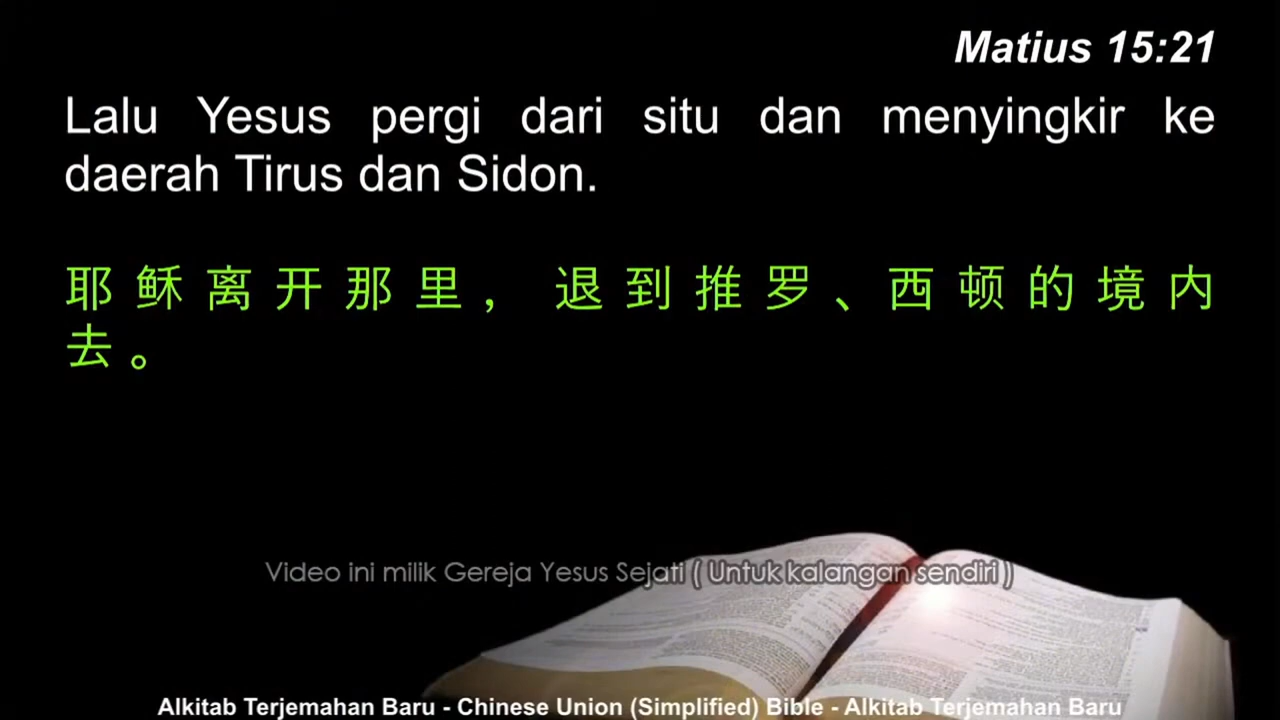 Matius 15:21
Lalu Yesus pergi dari situ dan menyingkir ke
daerah Tirus dan Sidon.
耶稣离开那里，退到推罗、西顿的境内
去。
Video ini milik Gereja Yesus Sejati ( Untuk kalangan sendiri )
Alkitab Terjemahan Baru - Chinese Union (Simplified) Bible - Alkitab Terjemahan Baru